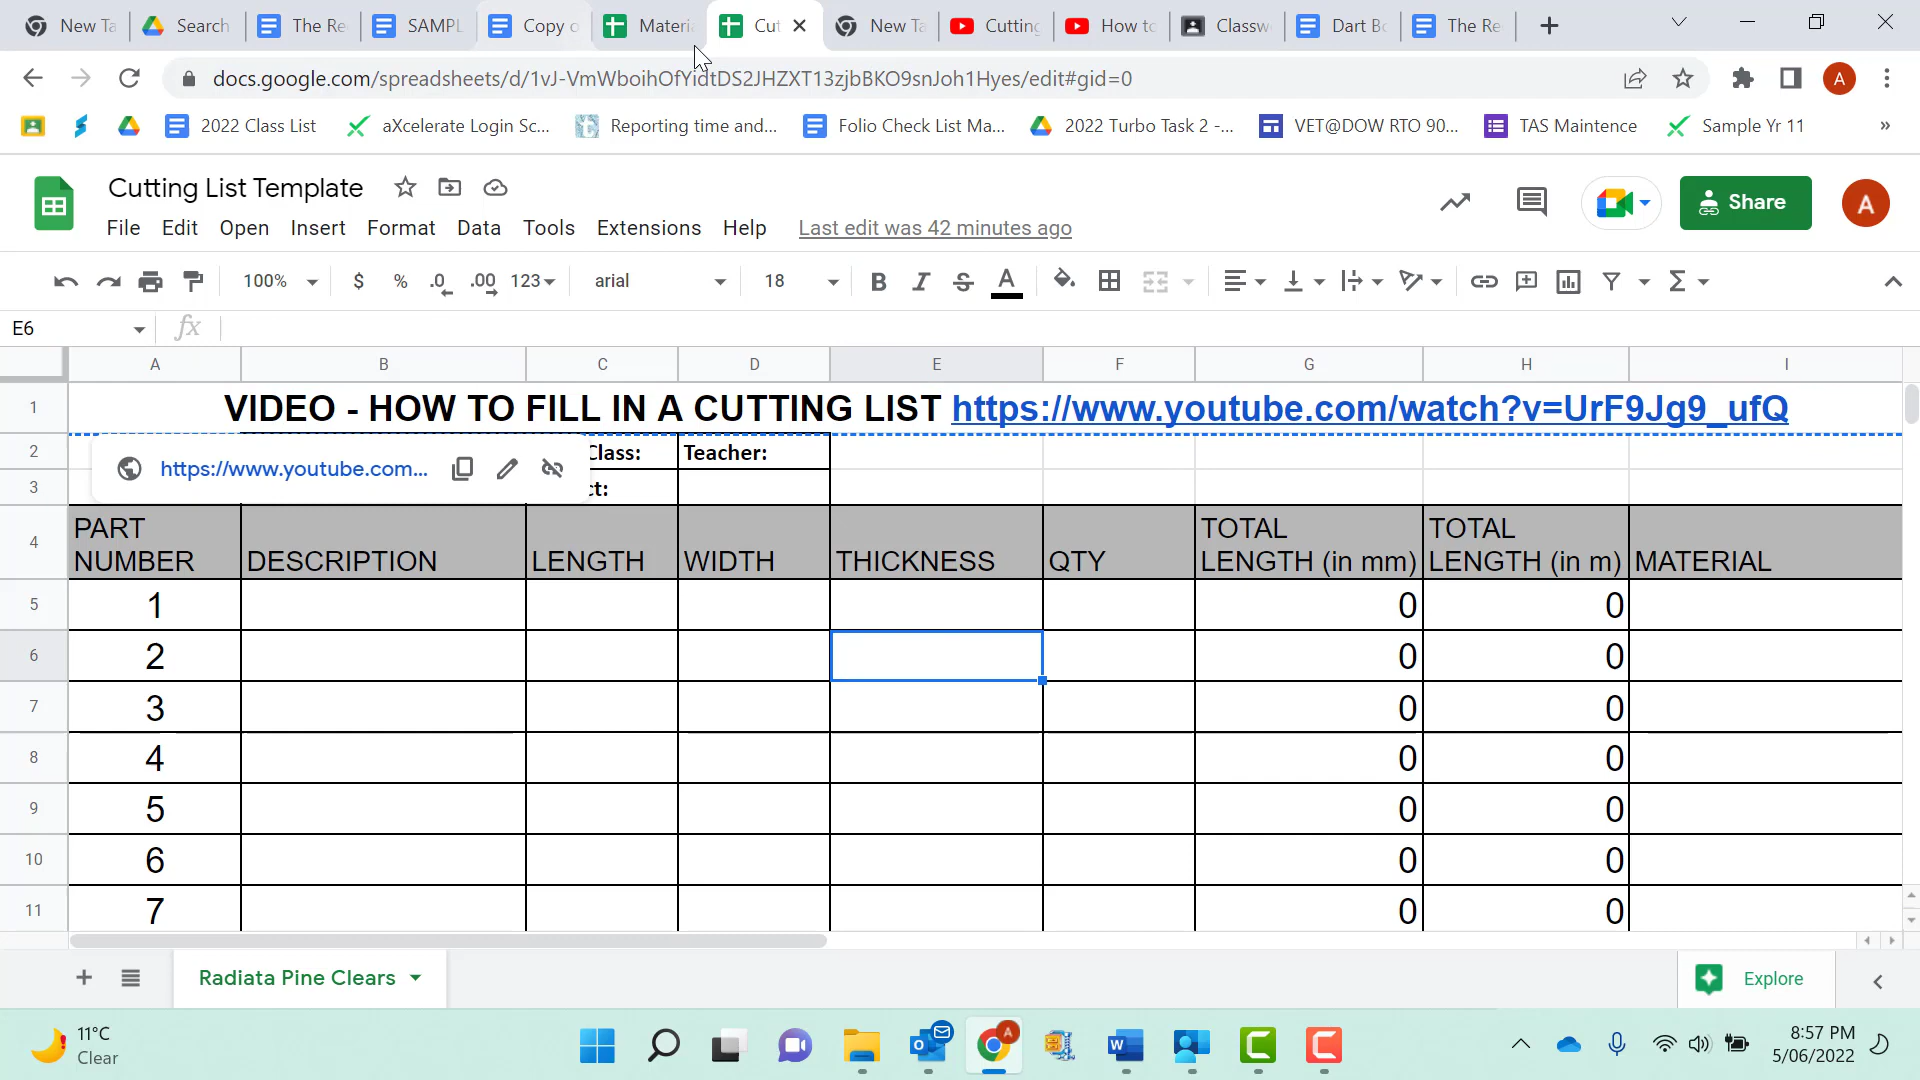 New Ta
Search
The Re
SAMPL
Copy o
Materi
Cut
New Ta
Cutting
How to
Classw
Dart Bo
The Re
docs.google.com/spreadsheets/d/1vJ-VmWboihOfYidtDS2JHZXT13zjbBKO9snJoh1Hyes/edit#gid=0
A
2022 Class List
aXcelerate Login Sc...
Reporting time and...
Folio Check List Ma...
2022 Turbo Task 2 -...
VET@DOW RTO 90...
TAS Maintence
Sample Yr 11
»
Cutting List Template
Share
A
File Edit Open Insert Format Data Tools Extensions Help Last edit was 42 minutes ago
100% $ % .0 .00 123 arial 18 B I S A
E6 fx
A B C D E F G H I
1 VIDEO - HOW TO FILL IN A CUTTING LIST https://www.youtube.com/watch?v=UrF9Jg9_ufQ
2 Class: Teacher:
https://www.youtube.com...
3 ct:
4 PART NUMBER DESCRIPTION LENGTH WIDTH THICKNESS QTY TOTAL LENGTH (in mm) TOTAL LENGTH (in m) MATERIAL
5 1 0 0
6 2 0 0
7 3 0 0
8 4 0 0
9 5 0 0
10 6 0 0
11 7 0 0
Radiata Pine Clears
Explore
11°C
Clear
8:57 PM
5/06/2022